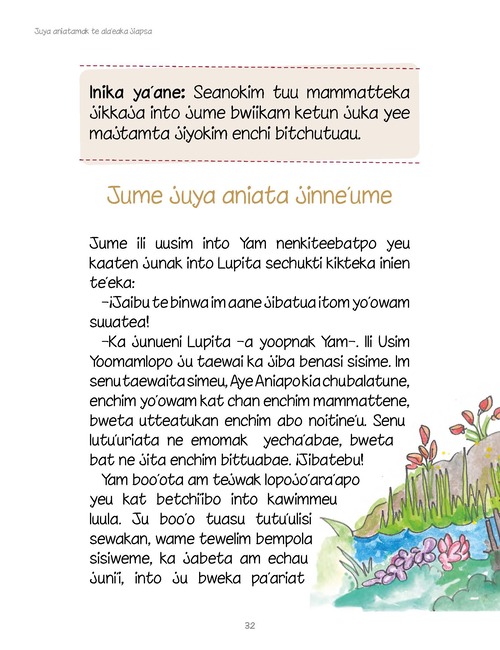 Juya aniatamak te ala'eaka jiapsa
Inika ya'ane: Seanokim tuu mammatteka
jikkaja into jume bwiikam ketun juka yee
majtamta jiyokim enchi bitchutuau.
Jume juya aniata jinne'ume
Jume ili uusim into Yam nenkiteebatpo yeu
kaaten junak into Lupita sechukti kikteka inien
te'eka:
–¡Jaibu te binwa im aane jibatua itom yo'owam
suuatea!
–Ka junueni Lupita –a yoopnak Yam–. Ili Usim
Yoomamlopo ju taewai ka jiba benasi sisime. Im
senu taewaita simeu, Aye Aniapo kia chubalatune,
enchim yo'owam kat chan enchim mammattene,
bweta utteatukan enchim abo noitine'u. Senu
lutu'uriata ne emomak yecha'abae, bweta
bat ne jita enchim bittuabae. ¡Jibatebu!
Yam boo'ota am tejwak lopojo'ara'apo
yeu kat betchi'ibo into kawimmeu
luula. Ju boo'o tuasu tutu'ulisi
sewakan, wame tewelim bempola
sisiweme, ka jabeta am echau
junii, into ju bweka pa'ariat
32